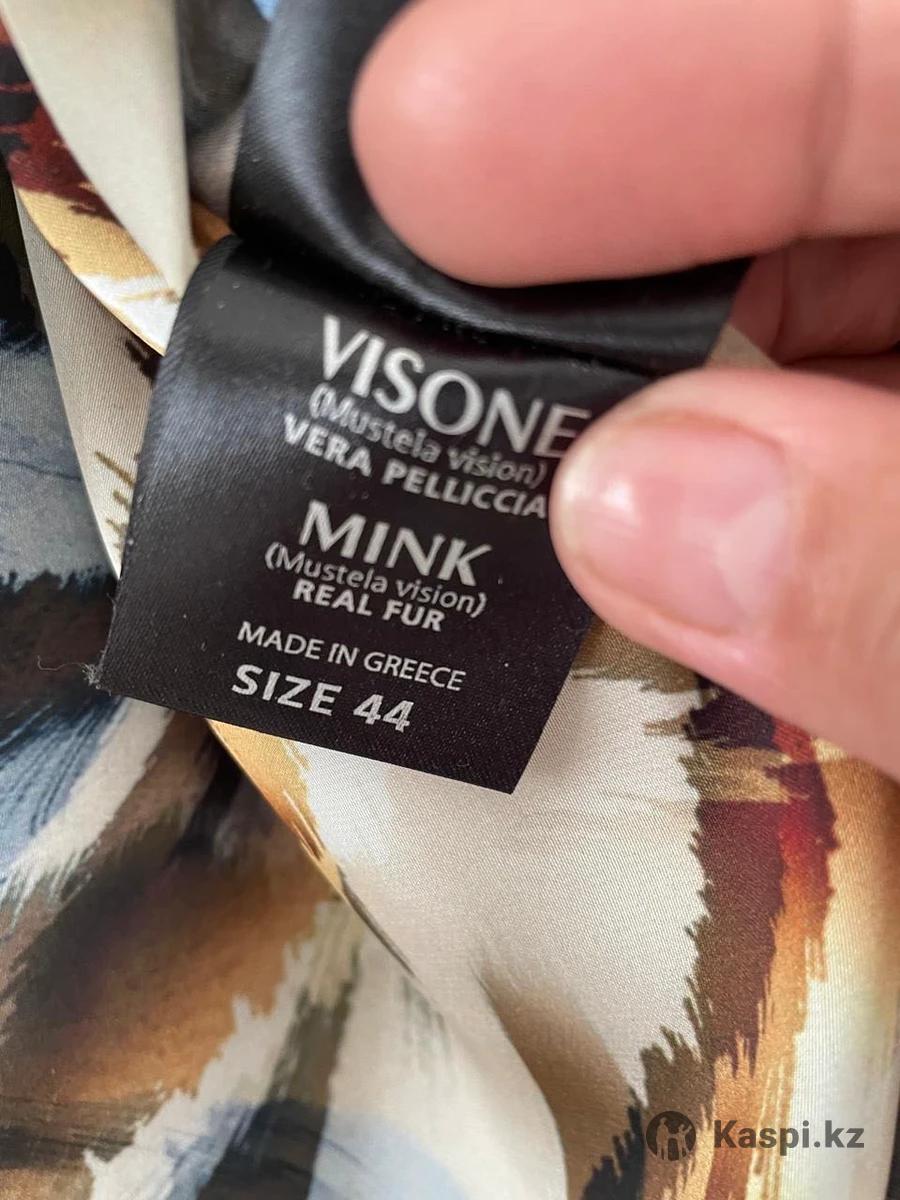 VISONE
(Mustela vision)
VERA PELLICCIA
MINK
(Mustela vision)
REAL FUR
MADE IN GREECE
SIZE 44
Kaspi.kz